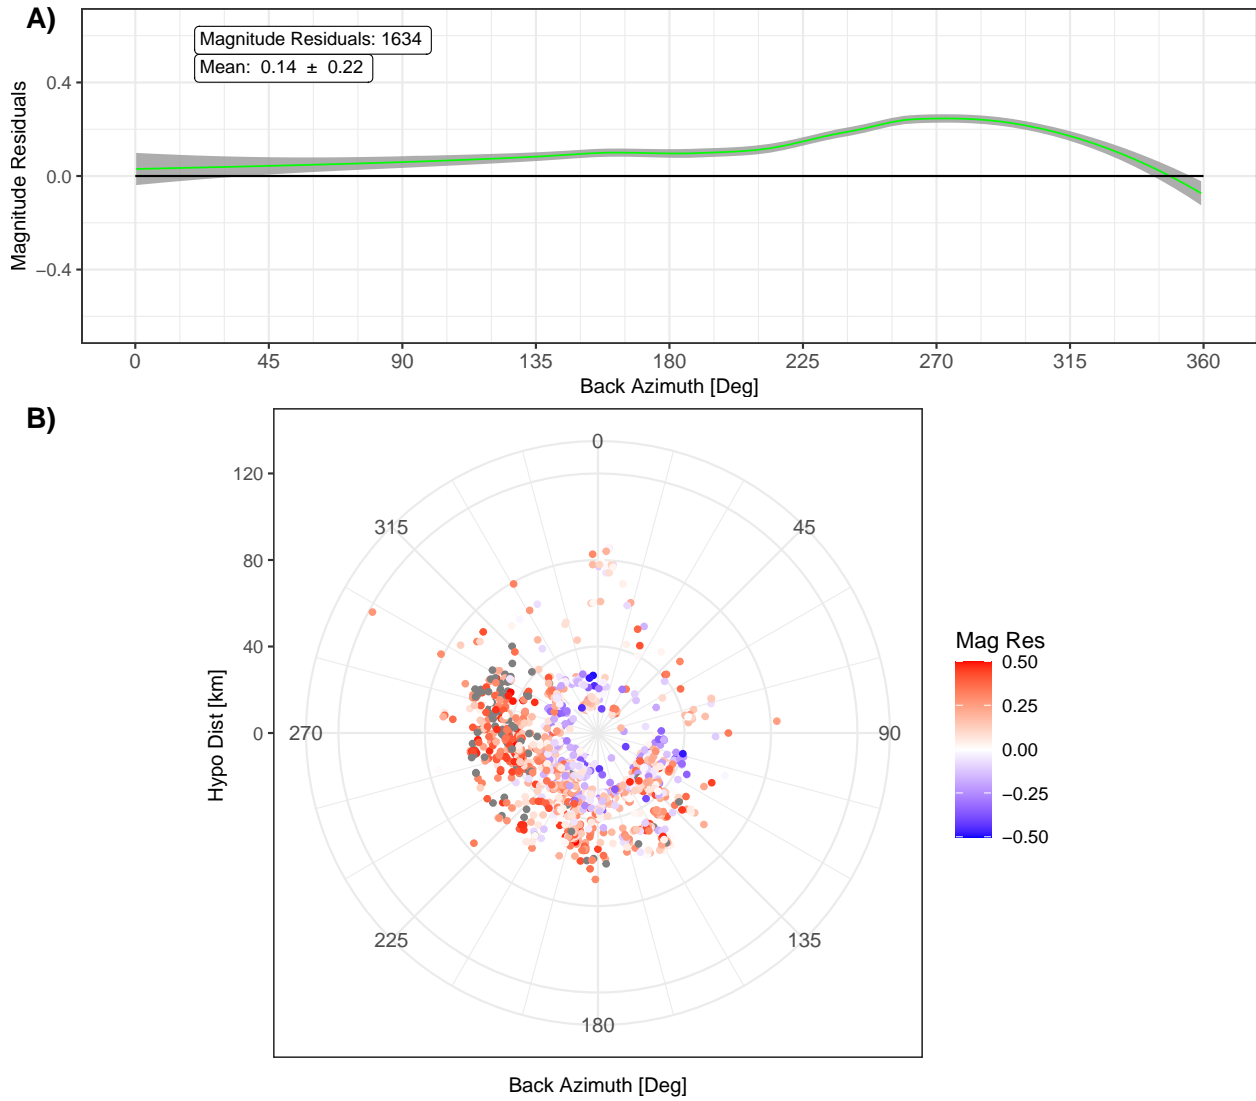 A)
Magnitude Residuals: 1634
Mean:  0.14  ±  0.22
Magnitude Residuals
0.4
0.0
−0.4
0 45 90 135 180 225 270 315 360
Back Azimuth [Deg]
B)
Hypo Dist [km]
120
80
40
0
0
45
90
135
180
225
270
315
Back Azimuth [Deg]
Mag Res
0.50
0.25
0.00
−0.25
−0.50